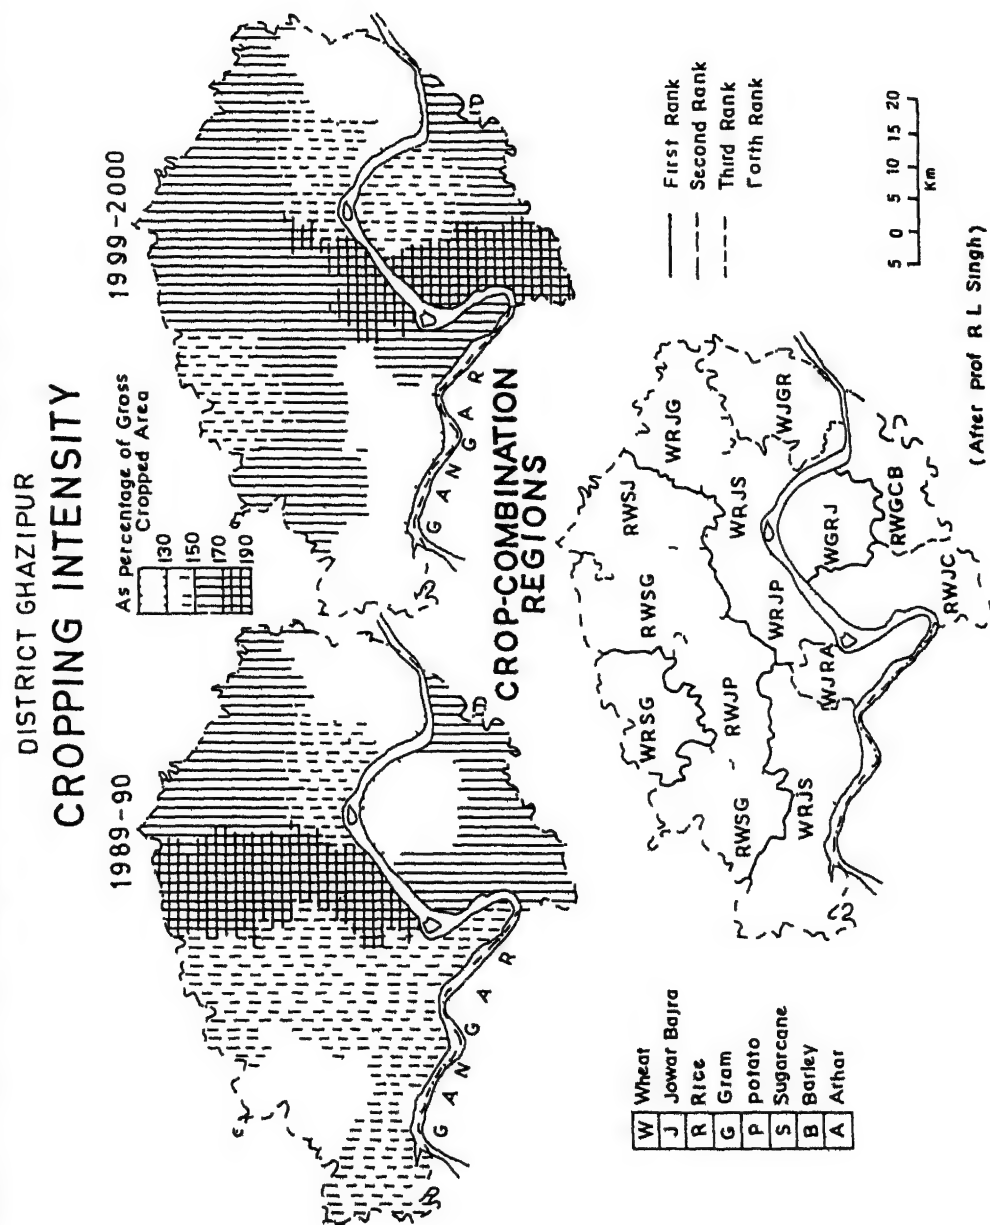 DISTRICT GHAZIPUR
CROPPING INTENSITY
1989-90
1999-2000
As percentage of Gross
Cropped Area
130
150
170
190
GANGA R
GANGA R
CROP-COMBINATION
REGIONS
WRSG
RWSG
RWSJ
WRJG
RWSG
RWJP
WRJS
WJGR
WRJP
WRJS
WJRA
WGRJ
RWGCB
RWJC
W Wheat
J Jowar Bajra
R Rice
G Gram
P Potato
S Sugarcane
B Barley
A Arhar
First Rank
Second Rank
Third Rank
Forth Rank
5 0 5 10 15 20
Km
(After Prof R L Singh)